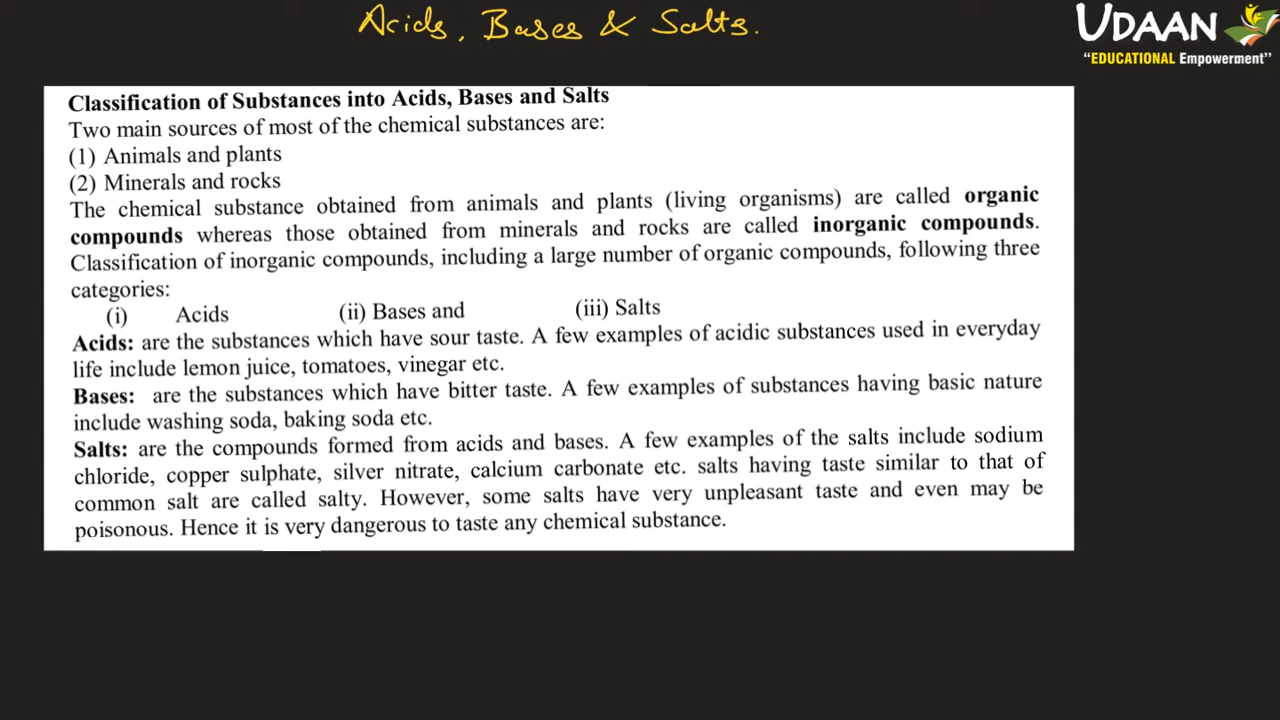 Acids, Bases & Salts.
UDAAN
“EDUCATIONAL Empowerment”
Classification of Substances into Acids, Bases and Salts
Two main sources of most of the chemical substances are:
(1) Animals and plants
(2) Minerals and rocks
The chemical substance obtained from animals and plants (living organisms) are called organic
compounds whereas those obtained from minerals and rocks are called inorganic compounds.
Classification of inorganic compounds, including a large number of organic compounds, following three
categories:
(i) Acids (ii) Bases and (iii) Salts
Acids: are the substances which have sour taste. A few examples of acidic substances used in everyday
life include lemon juice, tomatoes, vinegar etc.
Bases: are the substances which have bitter taste. A few examples of substances having basic nature
include washing soda, baking soda etc.
Salts: are the compounds formed from acids and bases. A few examples of the salts include sodium
chloride, copper sulphate, silver nitrate, calcium carbonate etc. salts having taste similar to that of
common salt are called salty. However, some salts have very unpleasant taste and even may be
poisonous. Hence it is very dangerous to taste any chemical substance.